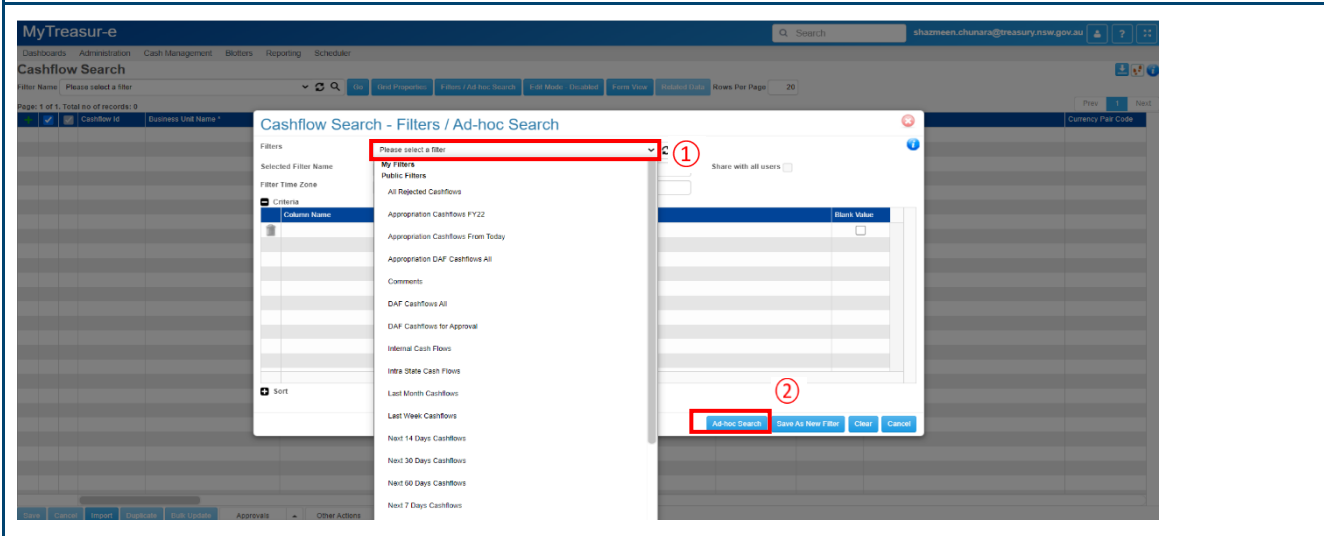 MyTreasur-e
Search
shazmeen.chunara@treasury.nsw.gov.au
?
Dashboards Administration Cash Management Blotters Reporting Scheduler
Cashflow Search
Filter Name Please select a filter Go Grid Properties Filters / Ad-hoc Search Edit Mode - Disabled Form View Related Data Rows Per Page 20
Page: 1 of 1. Total no of records: 0
Prev 1 Next
Cashflow Id Business Unit Name * Currency Pair Code
Cashflow Search - Filters / Ad-hoc Search
Filters Please select a filter 1
Selected Filter Name Share with all users
Filter Time Zone
Criteria
Column Name Blank Value
My Filters
Public Filters
All Rejected Cashflows
Appropriation Cashflows FY22
Appropriation Cashflows From Today
Appropriation DAF Cashflows All
Comments
DAF Cashflows All
DAF Cashflows for Approval
Internal Cash Flows
Intra State Cash Flows
Last Month Cashflows
Last Week Cashflows
Next 14 Days Cashflows
Next 30 Days Cashflows
Next 60 Days Cashflows
Next 7 Days Cashflows
Sort
2
Ad-hoc Search Save As New Filter Clear Cancel
Save Cancel Import Duplicate Bulk Update Approvals Other Actions